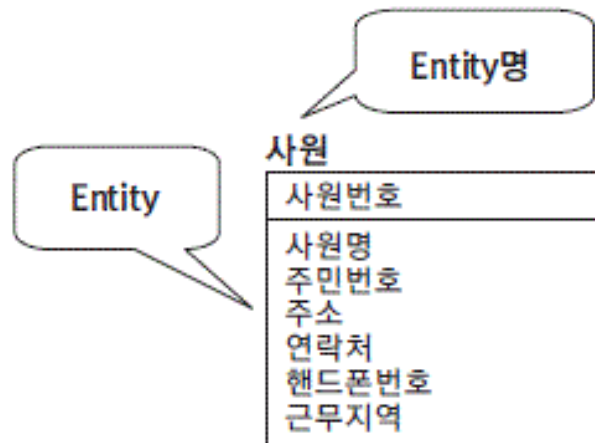 Entity명
사원
Entity
사원번호
사원명
주민번호
주소
연락처
핸드폰번호
근무지역